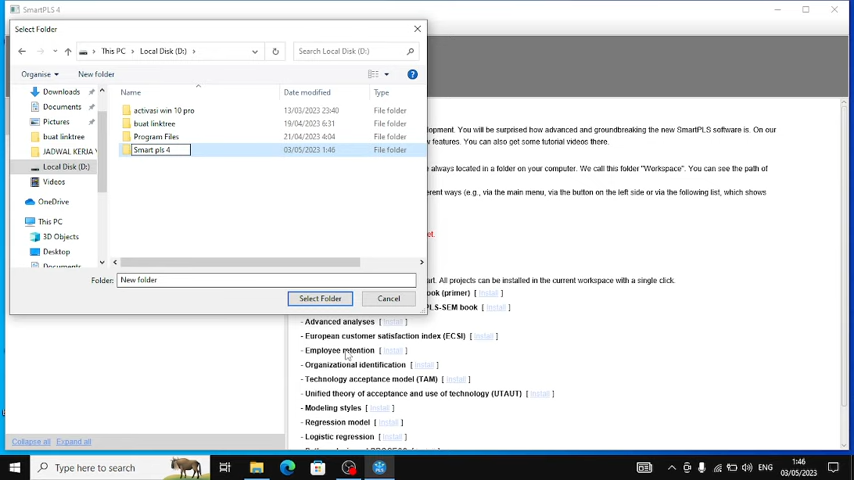 SmartPLS 4
Select Folder
This PC > Local Disk (D:) >
Search Local Disk (D:)
Organise
New folder
Name
Date modified
Type
Downloads
Documents
Pictures
buat linktree
JADWAL KERJA
Local Disk (D:)
Videos
OneDrive
This PC
3D Objects
Desktop
Documents
activasi win 10 pro 13/03/2023 23:40 File folder
buat linktree 19/04/2023 6:31 File folder
Program Files 21/04/2023 4:04 File folder
Smart pls 4 03/05/2023 1:46 File folder
Folder: New folder
Select Folder
Cancel
lopment. You will be surprised how advanced and groundbreaking the new SmartPLS software is. On our
w features. You can also get some tutorial videos there.
always located in a folder on your computer. We call this folder "Workspace". You can see the path of
erent ways (e.g., via the main menu, via the button on the left side or via the following list, which shows
et.
art. All projects can be installed in the current workspace with a single click.
ook (primer) [ install ]
PLS-SEM book [ install ]
- Advanced analyses [ install ]
- European customer satisfaction index (ECSI) [ install ]
- Employee retention [ install ]
- Organizational identification [ install ]
- Technology acceptance model (TAM) [ install ]
- Unified theory of acceptance and use of technology (UTAUT) [ install ]
- Modeling styles [ install ]
- Regression model [ install ]
- Logistic regression [ install ]
Collapse all Expand all
Type here to search
PLS
ENG
1:46
03/05/2023